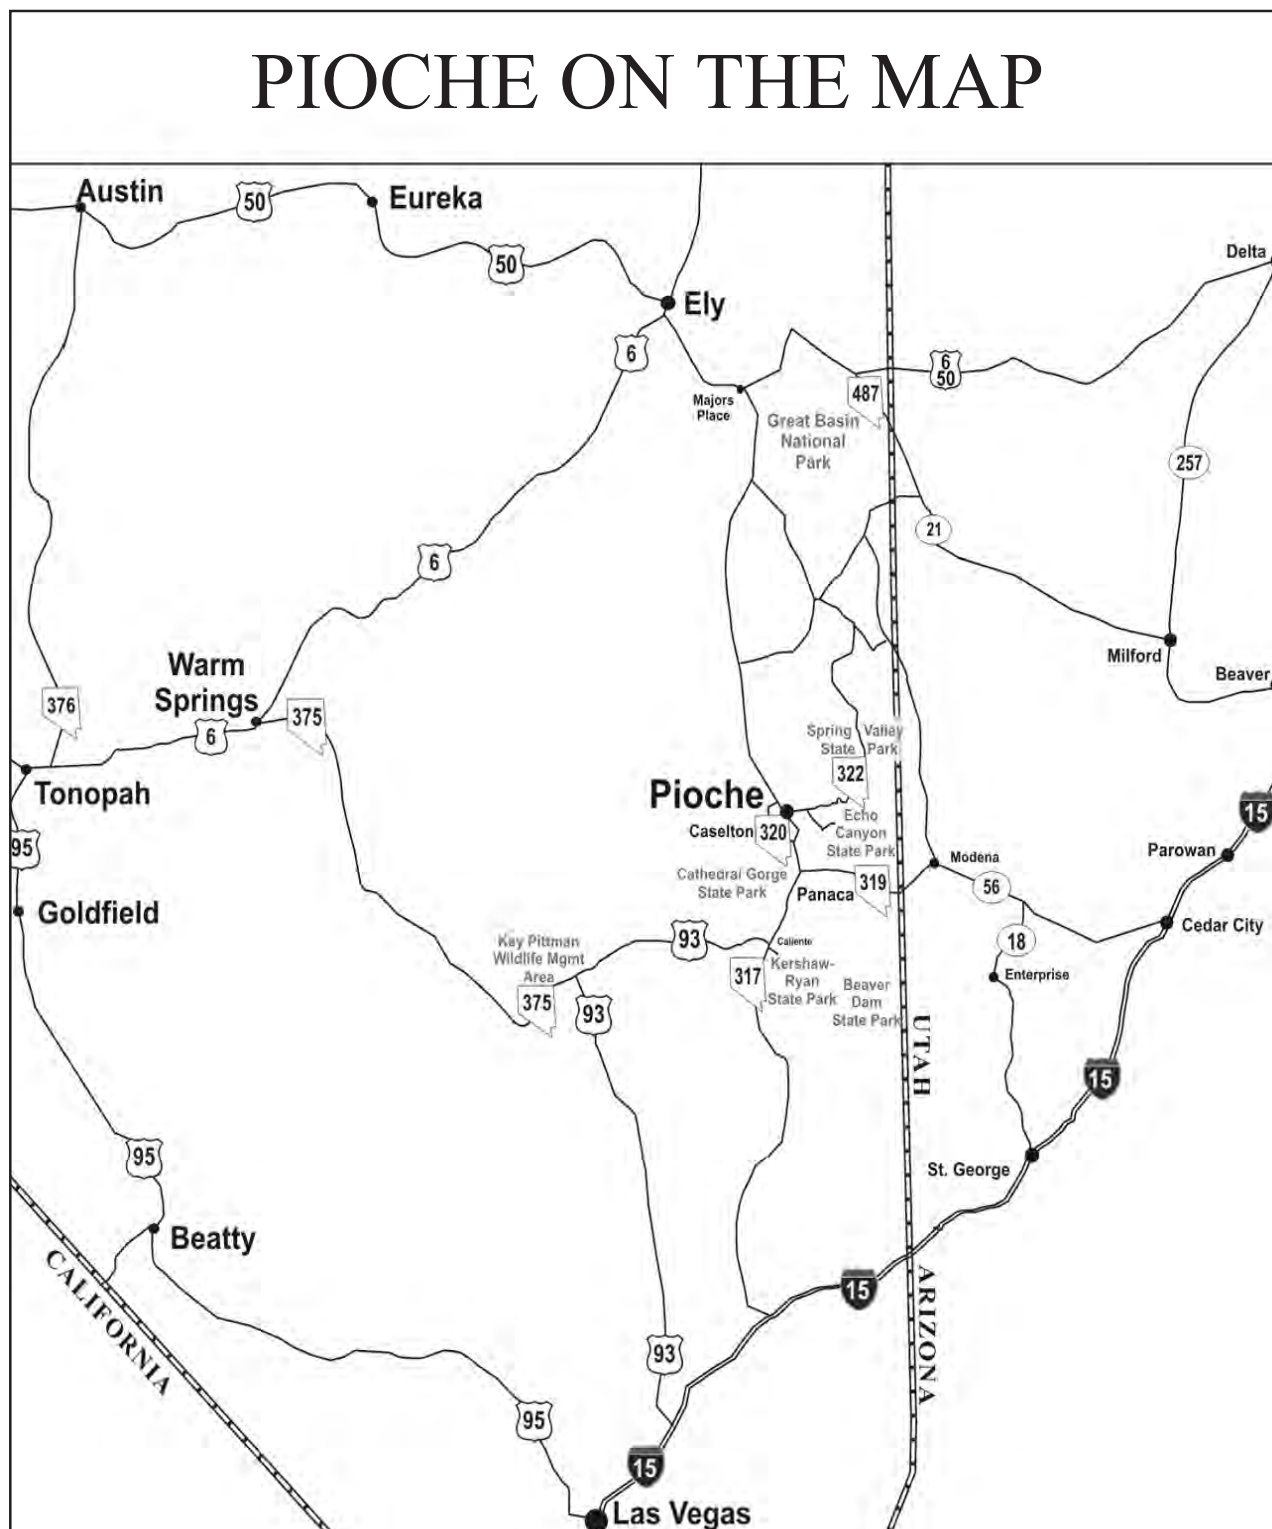 PIOCHE ON THE MAP
Austin
50
Eureka
50
Ely
6
Delta
6
50
Majors
Place
487
Great Basin
National
Park
257
21
6
Milford
Beaver
Warm
Springs
376
375
6
Tonopah
Spring Valley
State Park
322
Pioche
Caselton
320
Echo
Canyon
State Park
15
95
Parowan
Modena
Cathedral Gorge
State Park
Panaca
319
56
Goldfield
Cedar City
Key Pittman
Wildlife Mgmt
Area
93
Caliente
18
317
Kershaw-
Ryan
State Park
Beaver
Dam
State Park
Enterprise
375
93
UTAH
15
95
St. George
Beatty
CALIFORNIA
15
ARIZONA
93
95
15
Las Vegas